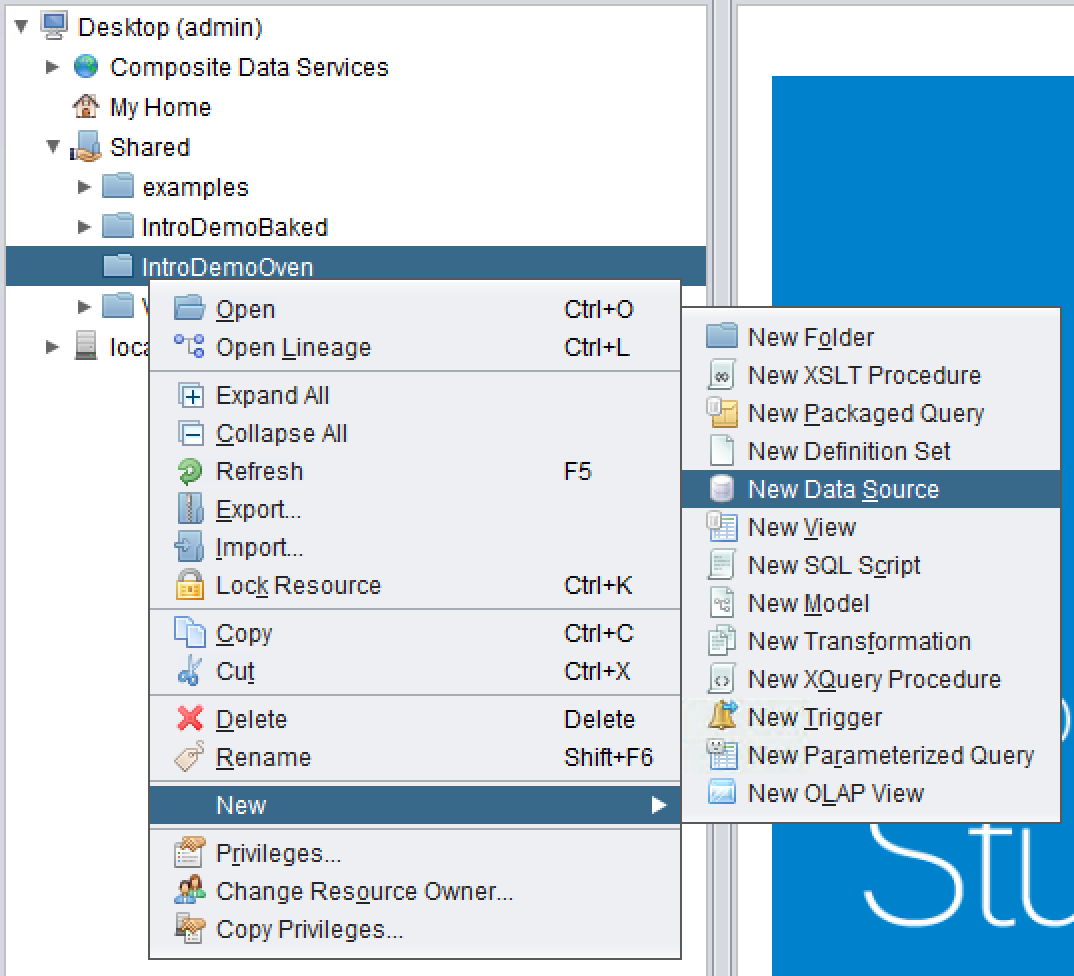 Desktop (admin)
Composite Data Services
My Home
Shared
examples
IntroDemoBaked
IntroDemoOven
Open Ctrl+O
Open Lineage Ctrl+L
Expand All
Collapse All
Refresh F5
Export...
Import...
Lock Resource Ctrl+K
Copy Ctrl+C
Cut Ctrl+X
Delete Delete
Rename Shift+F6
New
Privileges...
Change Resource Owner...
Copy Privileges...
New Folder
New XSLT Procedure
New Packaged Query
New Definition Set
New Data Source
New View
New SQL Script
New Model
New Transformation
New XQuery Procedure
New Trigger
New Parameterized Query
New OLAP View